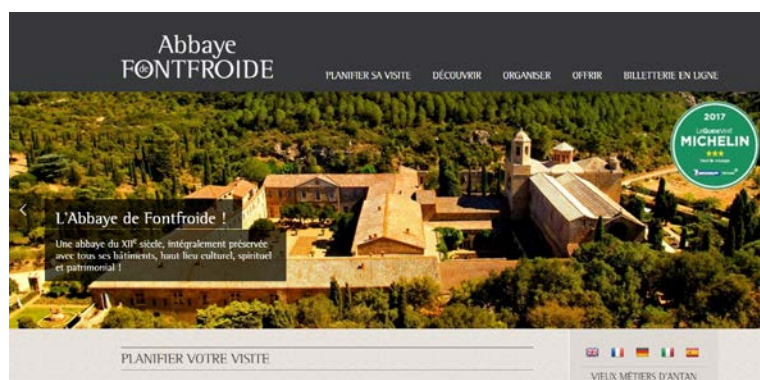 Abbaye
de FONTFROIDE
PLANIFIER SA VISITE DÉCOUVRIR ORGANISER OFFRIR BILLETTERIE EN LIGNE
2017
LeGuideVert
MICHELIN
L'Abbaye de Fontfroide !
Une abbaye du XIIe siècle, intégralement préservée
avec tous ses bâtiments, haut lieu culturel, spirituel
et patrimonial !
PLANIFIER VOTRE VISITE
VIEUX MÉTIERS D'ANTAN